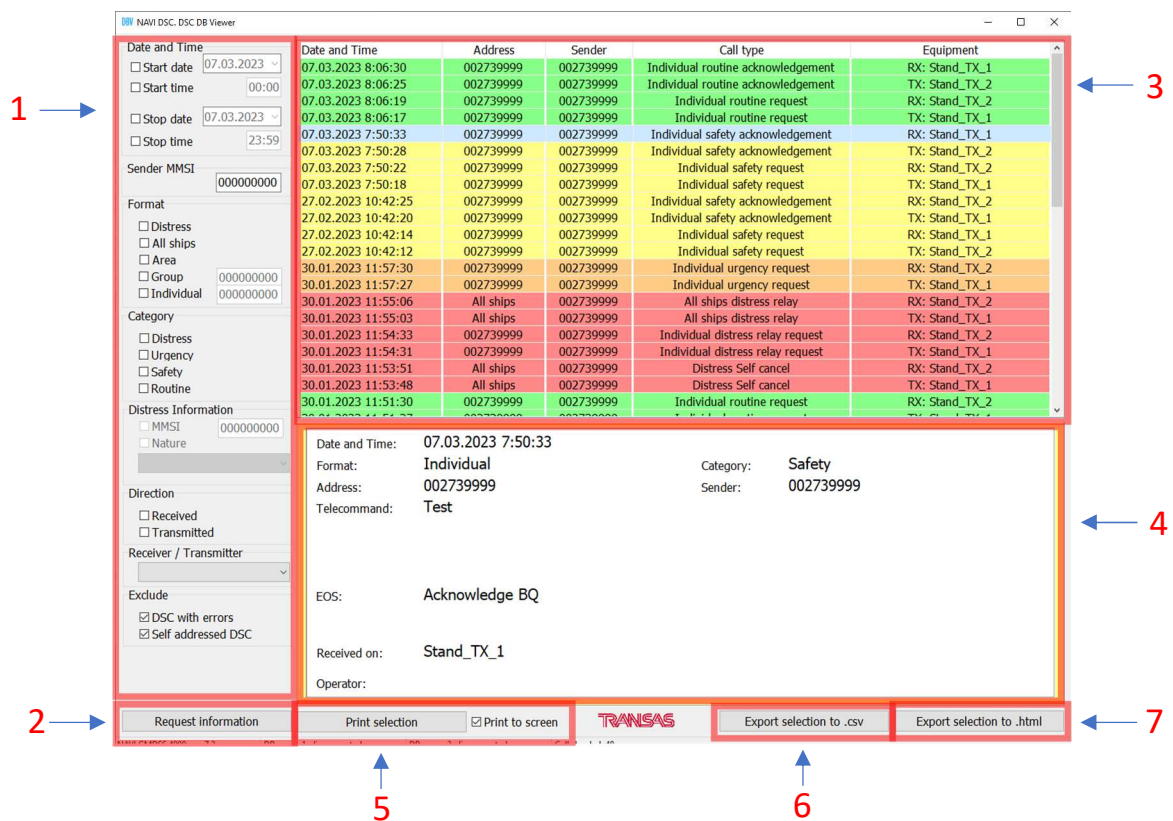 NAVI DSC. DSC DB Viewer
Date and Time
Start date 07.03.2023
Start time 00:00
Stop date 07.03.2023
Stop time 23:59
Sender MMSI
000000000
Format
Distress
All ships
Area
Group 000000000
Individual 000000000
Category
Distress
Urgency
Safety
Routine
Distress Information
MMSI 000000000
Nature
Direction
Received
Transmitted
Receiver / Transmitter
Exclude
DSC with errors
Self addressed DSC
1
Date and Time Address Sender Call type Equipment
07.03.2023 8:06:30 002739999 002739999 Individual routine acknowledgement RX: Stand_TX_1
07.03.2023 8:06:25 002739999 002739999 Individual routine acknowledgement TX: Stand_TX_2
07.03.2023 8:06:19 002739999 002739999 Individual routine request RX: Stand_TX_2
07.03.2023 8:06:17 002739999 002739999 Individual routine request TX: Stand_TX_1
07.03.2023 7:50:33 002739999 002739999 Individual safety acknowledgement RX: Stand_TX_1
07.03.2023 7:50:28 002739999 002739999 Individual safety acknowledgement TX: Stand_TX_2
07.03.2023 7:50:22 002739999 002739999 Individual safety request RX: Stand_TX_2
07.03.2023 7:50:18 002739999 002739999 Individual safety request TX: Stand_TX_1
27.02.2023 10:42:25 002739999 002739999 Individual safety acknowledgement RX: Stand_TX_2
27.02.2023 10:42:20 002739999 002739999 Individual safety acknowledgement TX: Stand_TX_1
27.02.2023 10:42:14 002739999 002739999 Individual safety request RX: Stand_TX_1
27.02.2023 10:42:12 002739999 002739999 Individual safety request TX: Stand_TX_2
30.01.2023 11:57:30 002739999 002739999 Individual urgency request RX: Stand_TX_2
30.01.2023 11:57:27 002739999 002739999 Individual urgency request TX: Stand_TX_1
30.01.2023 11:55:06 All ships 002739999 All ships distress relay RX: Stand_TX_2
30.01.2023 11:55:03 All ships 002739999 All ships distress relay TX: Stand_TX_1
30.01.2023 11:54:33 002739999 002739999 Individual distress relay request RX: Stand_TX_2
30.01.2023 11:54:31 002739999 002739999 Individual distress relay request TX: Stand_TX_1
30.01.2023 11:53:51 All ships 002739999 Distress Self cancel RX: Stand_TX_2
30.01.2023 11:53:48 All ships 002739999 Distress Self cancel TX: Stand_TX_1
30.01.2023 11:51:30 002739999 002739999 Individual routine request RX: Stand_TX_2
3
Date and Time: 07.03.2023 7:50:33
Format: Individual Category: Safety
Address: 002739999 Sender: 002739999
Telecommand: Test
EOS: Acknowledge BQ
Received on: Stand_TX_1
Operator:
4
2
Request information Print selection Print to screen TRANSAS Export selection to .csv Export selection to .html
7
5
6